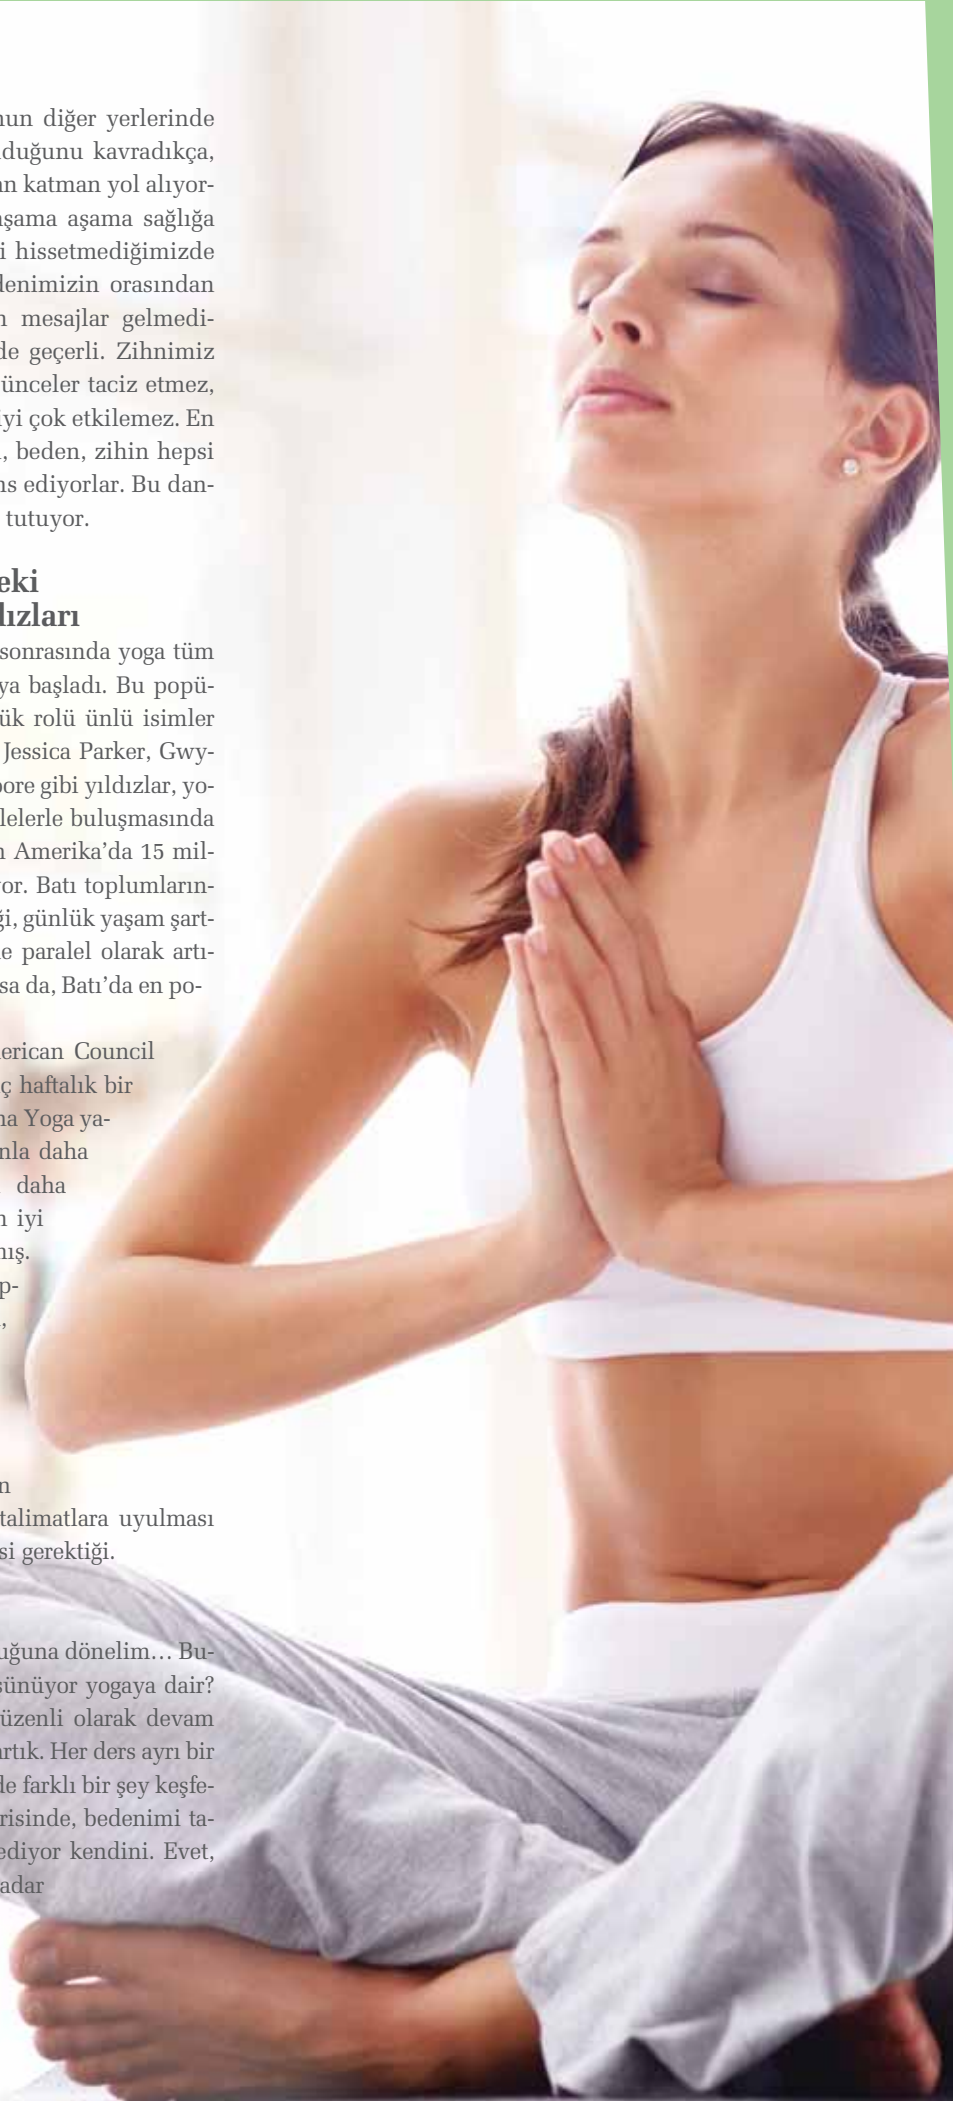 nun diğer yerlerinde
duğunu kavradıkça,
an katman yol alıyor-
aşama aşama sağlığa
i hissetmediğimizde
denimizin orasından
n mesajlar gelmedi-
de geçerli. Zihnimiz
ünceler taciz etmez,
iyi çok etkilemez. En
, beden, zihin hepsi
ns ediyorlar. Bu dan-
tutuyor.
eki
lızları
sonrasında yoga tüm
ya başladı. Bu popü-
ük rolü ünlü isimler
Jessica Parker, Gwy-
oore gibi yıldızlar, yo-
lelerle buluşmasında
n Amerika’da 15 mil-
or. Batı toplumların-
ği, günlük yaşam şart-
e paralel olarak artı-
sa da, Batı’da en po-
erican Council
ç haftalık bir
na Yoga ya-
nla daha
daha
n iyi
mış.
p-
,
n
talimatlara uyulması
si gerektiği.
uğuna dönelim… Bu-
sünüyor yogaya dair?
üzenli olarak devam
artık. Her ders ayrı bir
de farklı bir şey keşfe-
risinde, bedenimi ta-
ediyor kendini. Evet,
adar